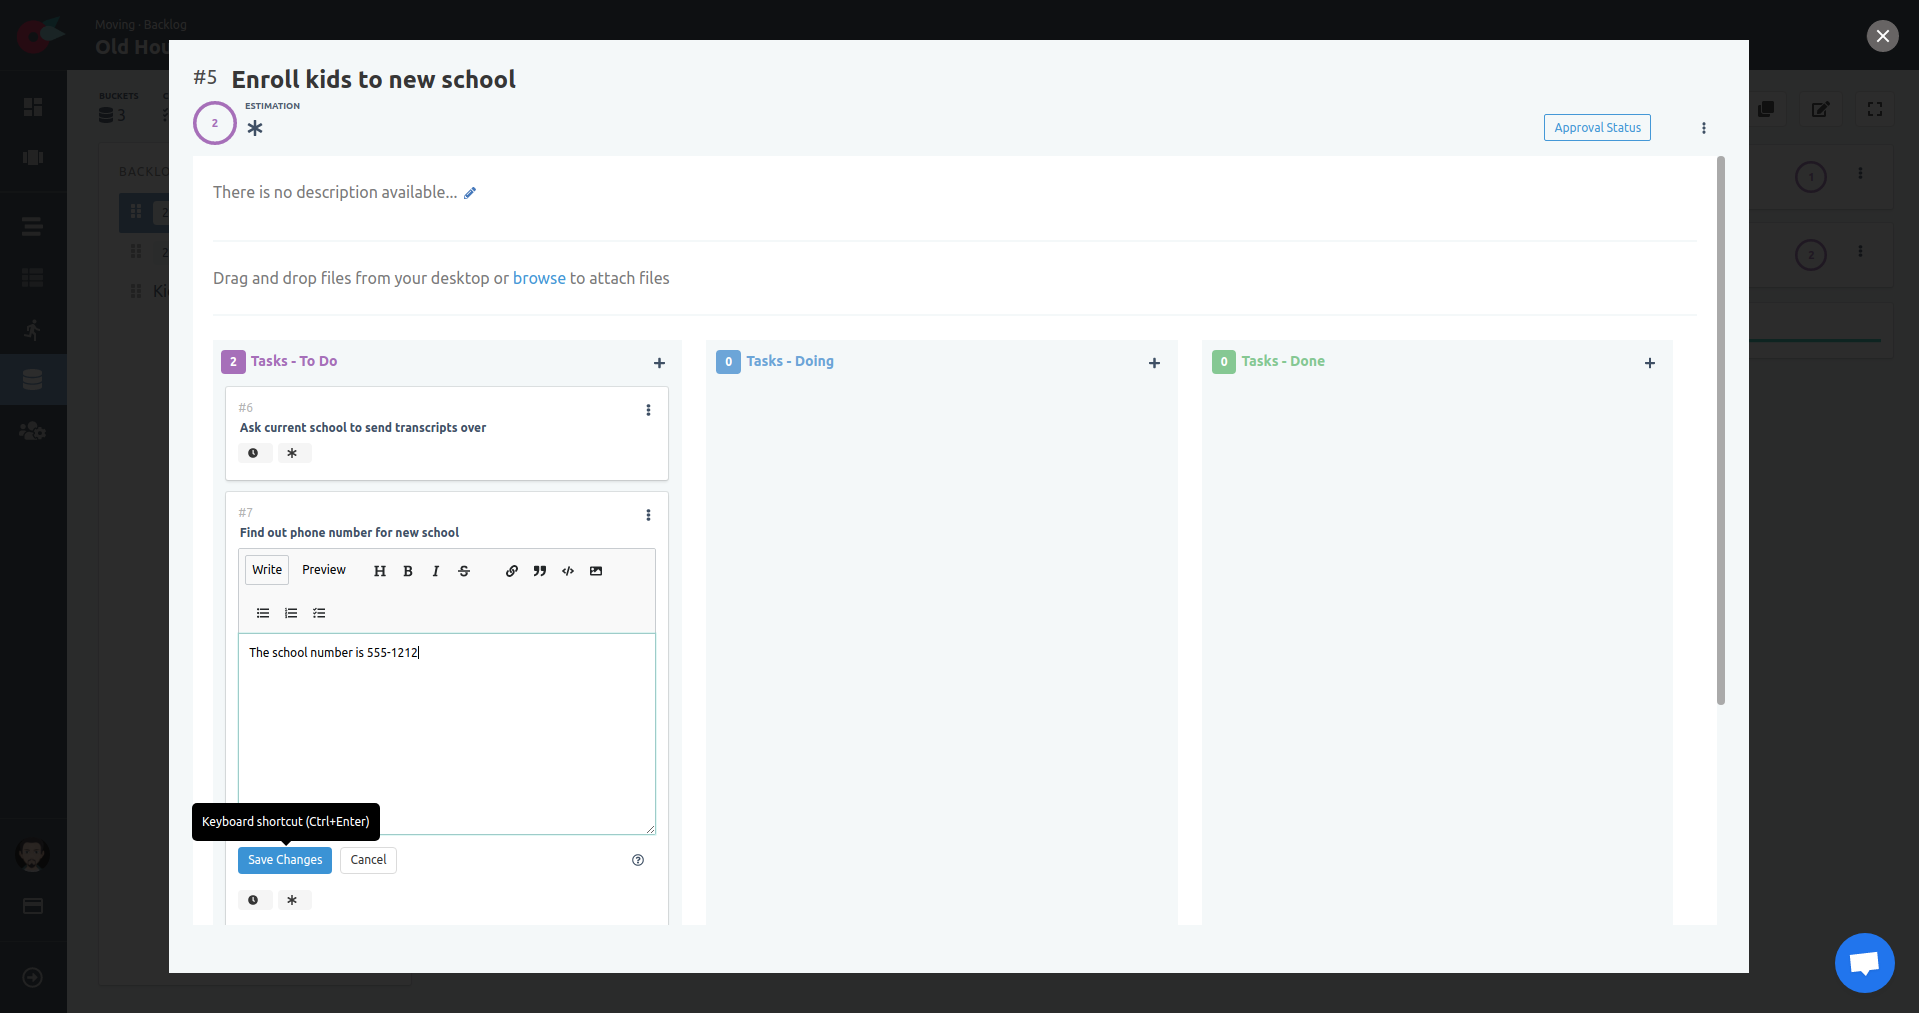 Moving · Backlog
Old Hou
BUCKETS
3
BACKLO
2
2
Ki
1
2
#5 Enroll kids to new school
2
ESTIMATION
Approval Status
There is no description available...
Drag and drop files from your desktop or browse to attach files
2 Tasks - To Do
0 Tasks - Doing
0 Tasks - Done
#6
Ask current school to send transcripts over
#7
Find out phone number for new school
Write Preview
The school number is 555-1212
Keyboard shortcut (Ctrl+Enter)
Save Changes Cancel